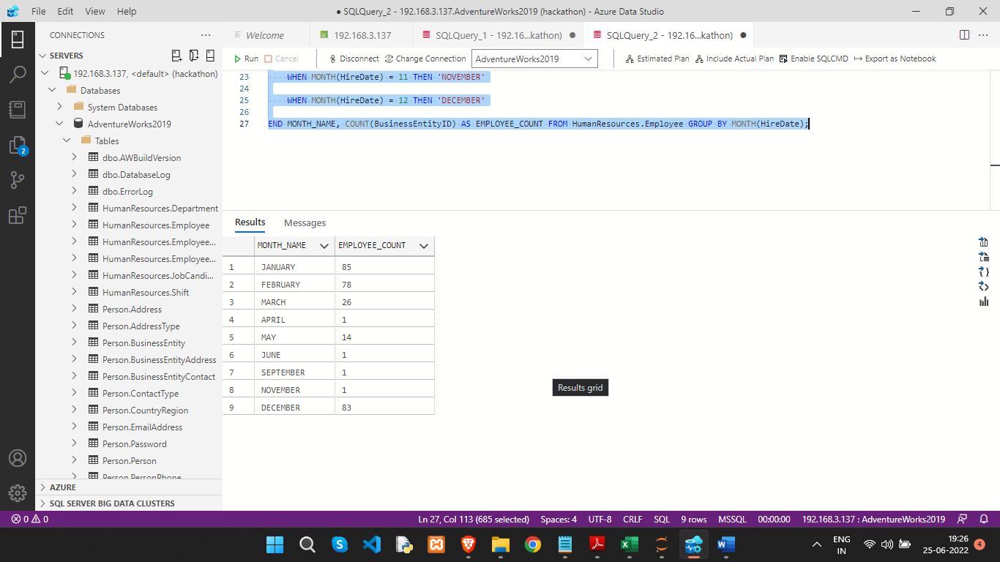 File Edit View Help
● SQLQuery_2 - 192.168.3.137.AdventureWorks2019 (hackathon) - Azure Data Studio
CONNECTIONS
Welcome
192.168.3.137
SQLQuery_1 - 192.16...kathon) ●
SQLQuery_2 - 192.16...kathon) ●
SERVERS
Run Cancel Disconnect Change Connection AdventureWorks2019 Estimated Plan Include Actual Plan Enable SQLCMD Export as Notebook
192.168.3.137, <default> (hackathon)
Databases
System Databases
AdventureWorks2019
Tables
dbo.AWBuildVersion
dbo.DatabaseLog
dbo.ErrorLog
HumanResources.Department
HumanResources.Employee
HumanResources.Employee...
HumanResources.Employee...
HumanResources.JobCandi...
HumanResources.Shift
Person.Address
Person.AddressType
Person.BusinessEntity
Person.BusinessEntityAddress
Person.BusinessEntityContact
Person.ContactType
Person.CountryRegion
Person.EmailAddress
Person.Password
Person.Person
Person.PersonPhone
AZURE
SQL SERVER BIG DATA CLUSTERS
2
23 WHEN MONTH(HireDate) = 11 THEN 'NOVEMBER'
24
25 WHEN MONTH(HireDate) = 12 THEN 'DECEMBER'
26
27 END MONTH_NAME, COUNT(BusinessEntityID) AS EMPLOYEE_COUNT FROM HumanResources.Employee GROUP BY MONTH(HireDate);
Results Messages
MONTH_NAME EMPLOYEE_COUNT
1 JANUARY 85
2 FEBRUARY 78
3 MARCH 26
4 APRIL 1
5 MAY 14
6 JUNE 1
7 SEPTEMBER 1
8 NOVEMBER 1
9 DECEMBER 83
Results grid
0 0 Ln 27, Col 113 (685 selected) Spaces: 4 UTF-8 CRLF SQL 9 rows MSSQL 00:00:00 192.168.3.137 : AdventureWorks2019
ENG
IN
19:26
25-06-2022
4